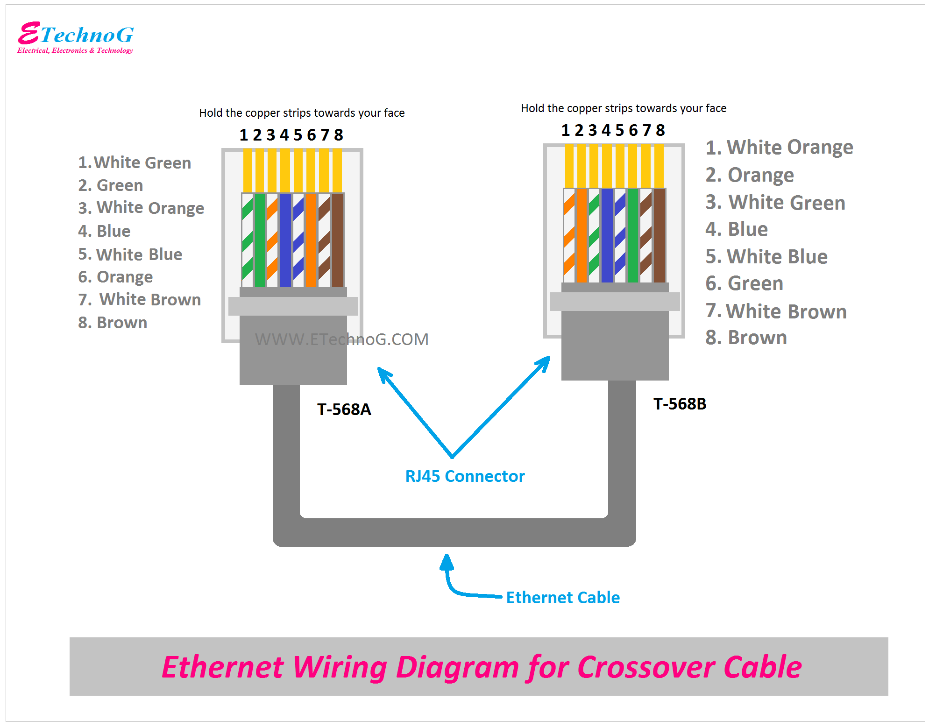 ETechnoG
Electrical, Electronics & Technology
Hold the copper strips towards your face
1 2 3 4 5 6 7 8
1. White Green
2. Green
3. White Orange
4. Blue
5. White Blue
6. Orange
7. White Brown
8. Brown
WWW.ETechnoG.COM
T-568A
Hold the copper strips towards your face
1 2 3 4 5 6 7 8
1. White Orange
2. Orange
3. White Green
4. Blue
5. White Blue
6. Green
7. White Brown
8. Brown
T-568B
RJ45 Connector
Ethernet Cable
Ethernet Wiring Diagram for Crossover Cable